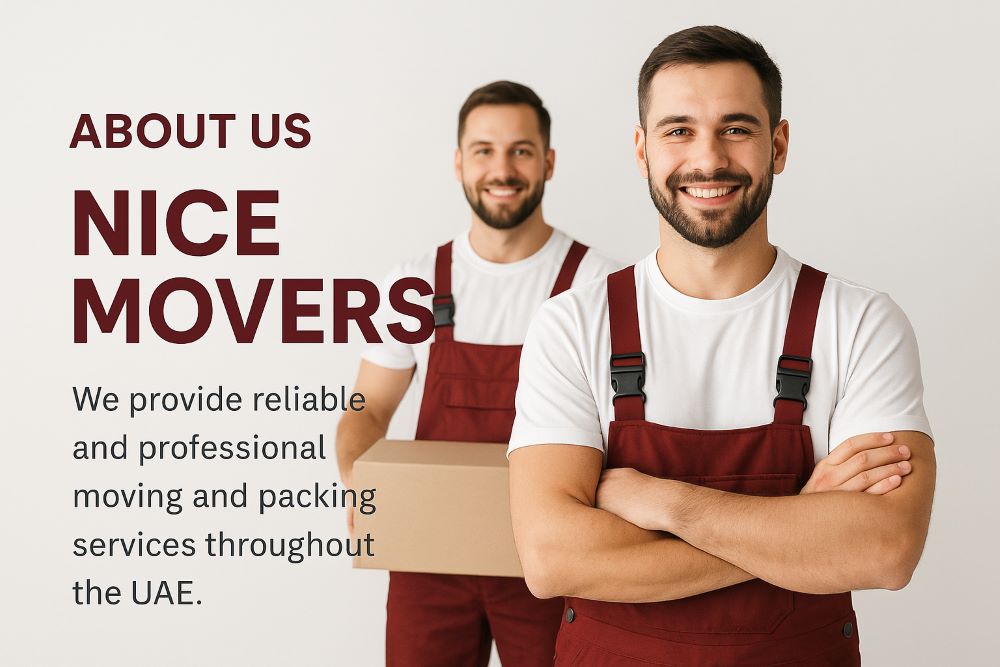 ABOUT US
NICE
MOVERS
We provide reliable
and professional
moving and packing
services throughout
the UAE.